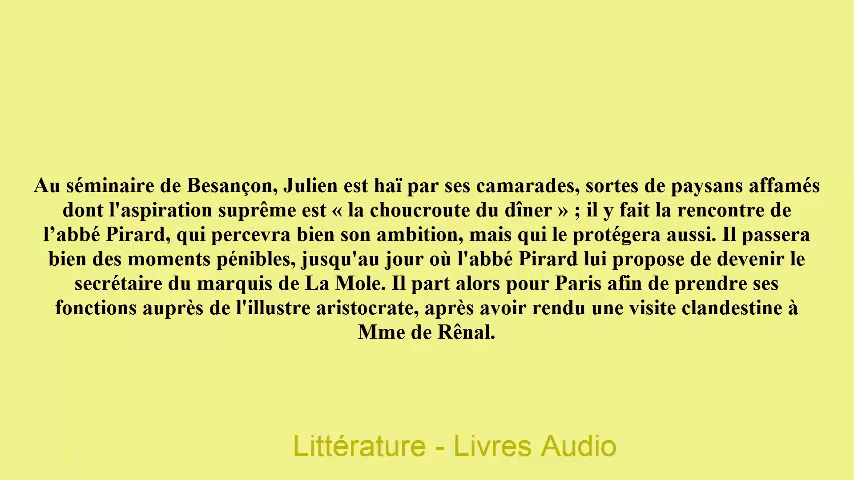 Au séminaire de Besançon, Julien est haï par ses camarades, sortes de paysans affamés
dont l'aspiration suprême est « la choucroute du dîner » ; il y fait la rencontre de
l’abbé Pirard, qui percevra bien son ambition, mais qui le protégera aussi. Il passera
bien des moments pénibles, jusqu'au jour où l'abbé Pirard lui propose de devenir le
secrétaire du marquis de La Mole. Il part alors pour Paris afin de prendre ses
fonctions auprès de l'illustre aristocrate, après avoir rendu une visite clandestine à
Mme de Rênal.
Littérature - Livres Audio